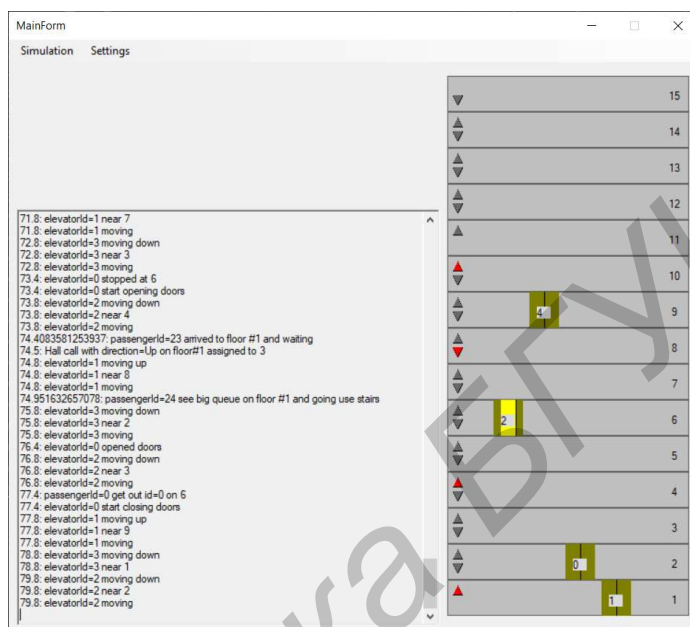 MainForm
Simulation Settings
71.8: elevatorId=1 near 7
71.8: elevatorId=1 moving
72.8: elevatorId=3 moving down
72.8: elevatorId=3 near 3
72.8: elevatorId=3 moving
73.4: elevatorId=0 stopped at 6
73.4: elevatorId=0 start opening doors
73.8: elevatorId=2 moving down
73.8: elevatorId=2 near 4
73.8: elevatorId=2 moving
74.4083581253937: passengerId=23 arrived to floor #1 and waiting
74.5: Hall call with direction=Up on floor#1 assigned to 3
74.8: elevatorId=1 moving up
74.8: elevatorId=1 near 8
74.8: elevatorId=1 moving
74.951632657078: passengerId=24 see big queue on floor #1 and going use stairs
75.8: elevatorId=3 moving down
75.8: elevatorId=3 near 2
75.8: elevatorId=3 moving
76.4: elevatorId=0 opened doors
76.8: elevatorId=2 moving down
76.8: elevatorId=2 near 3
76.8: elevatorId=2 moving
77.4: passengerId=0 get out id=0 on 6
77.4: elevatorId=0 start closing doors
77.8: elevatorId=1 moving up
77.8: elevatorId=1 near 9
77.8: elevatorId=1 moving
78.8: elevatorId=3 moving down
78.8: elevatorId=3 near 1
79.8: elevatorId=2 moving down
79.8: elevatorId=2 near 2
79.8: elevatorId=2 moving
15
14
13
12
11
10
4 9
8
7
2 6
5
4
3
0 2
1 1